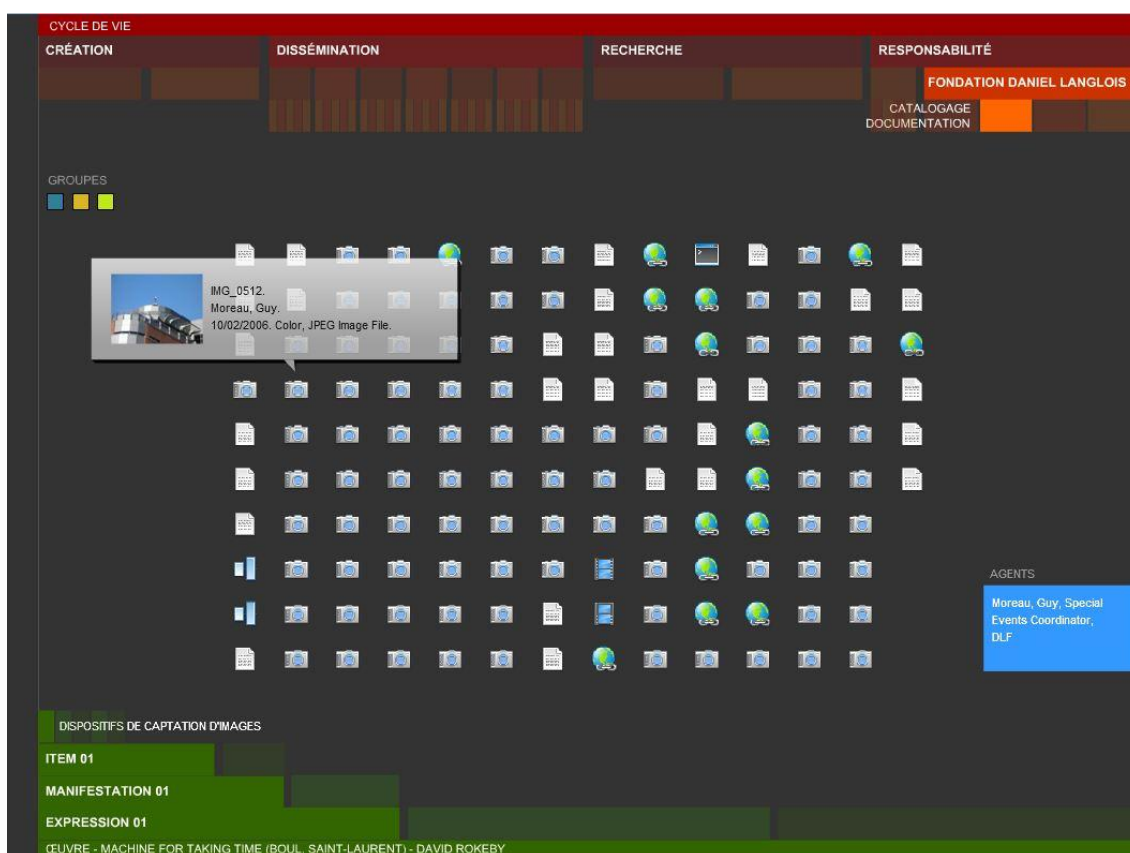 CYCLE DE VIE
CRÉATION
DISSÉMINATION
RECHERCHE
RESPONSABILITÉ
FONDATION DANIEL LANGLOIS
CATALOGAGE
DOCUMENTATION
GROUPES
IMG_0512.
Moreau, Guy.
10/02/2006. Color, JPEG Image File.
AGENTS
Moreau, Guy, Special
Events Coordinator,
DLF
DISPOSITIFS DE CAPTATION D'IMAGES
ITEM 01
MANIFESTATION 01
EXPRESSION 01
ŒUVRE - MACHINE FOR TAKING TIME (BOUL. SAINT-LAURENT) - DAVID ROKEBY